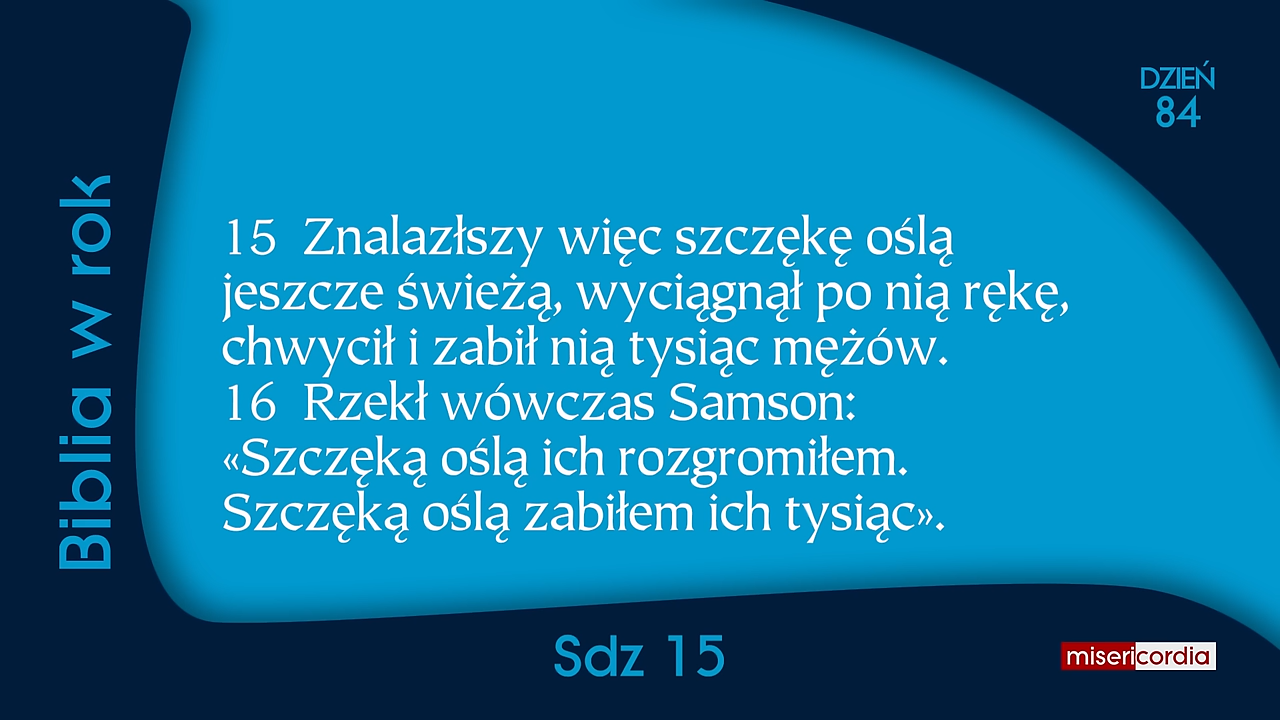 DZIEŃ
84
Biblia w rok
15 Znalazłszy więc szczękę oślą
jeszcze świeżą, wyciągnął po nią rękę,
chwycił i zabił nią tysiąc mężów.
16 Rzekł wówczas Samson:
«Szczęką oślą ich rozgromiłem.
Szczęką oślą zabiłem ich tysiąc».
Sdz 15
misericordia